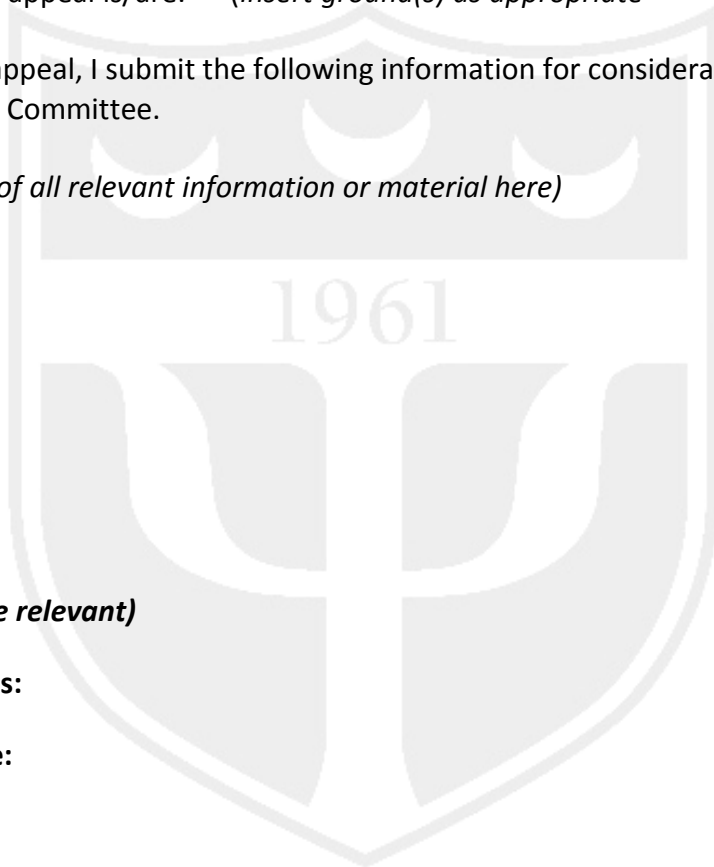 appeal is/are: (insert ground(s) as appropriate
appeal, I submit the following information for considera
Committee.
of all relevant information or material here)
1961
e relevant)
s:
e: